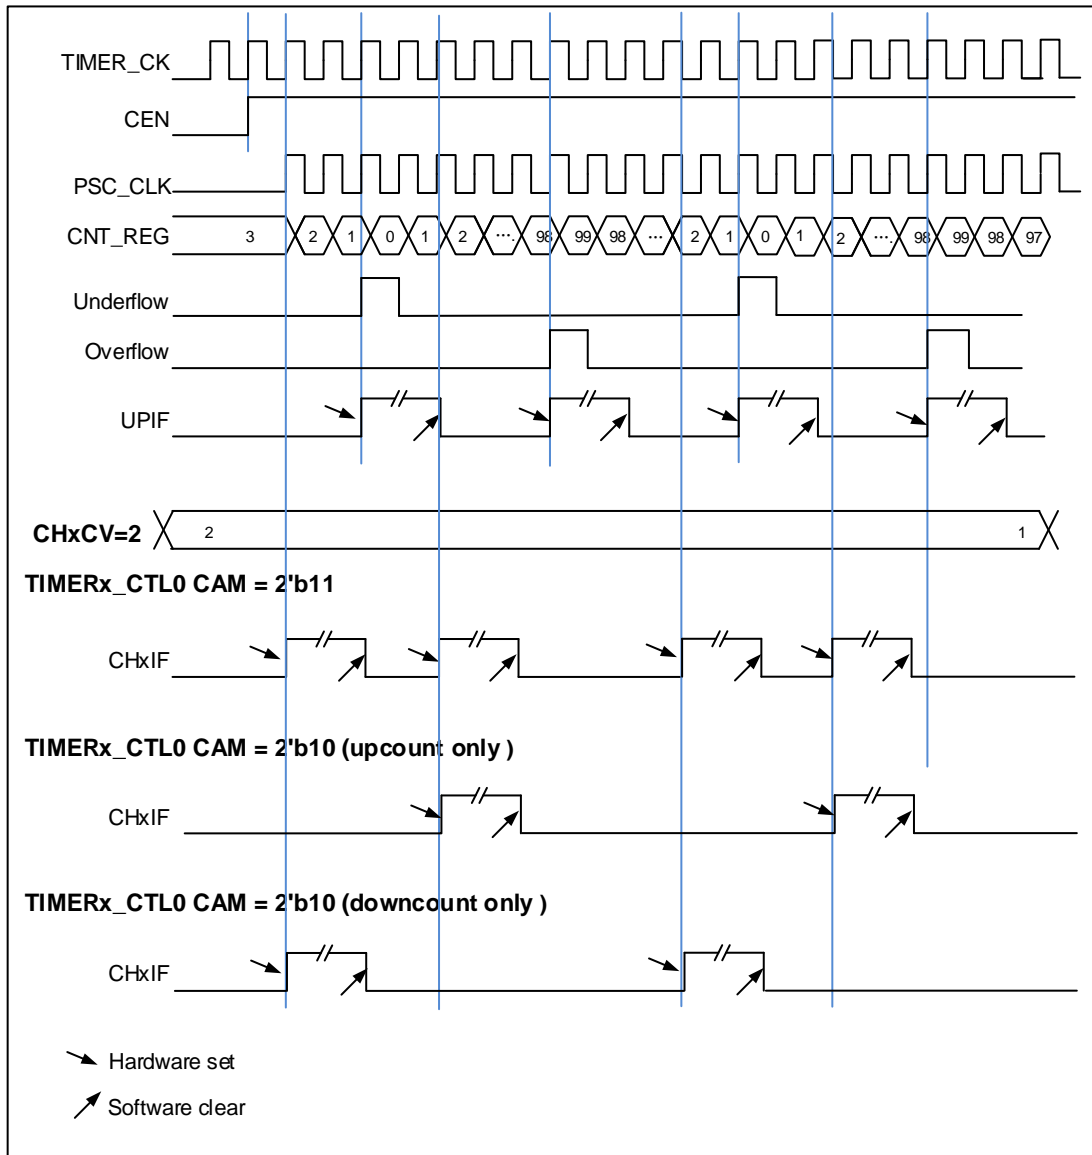 TIMER_CK
CEN
PSC_CLK
CNT_REG 3 2 1 0 1 2 .... 98 99 98 ... 2 1 0 1 2 .... 98 99 98 97
Underflow
Overflow
UPIF
CHxCV=2 2 1
TIMERx_CTL0 CAM = 2'b11
CHxIF
TIMERx_CTL0 CAM = 2'b10 (upcount only )
CHxIF
TIMERx_CTL0 CAM = 2'b10 (downcount only )
CHxIF
Hardware set
Software clear